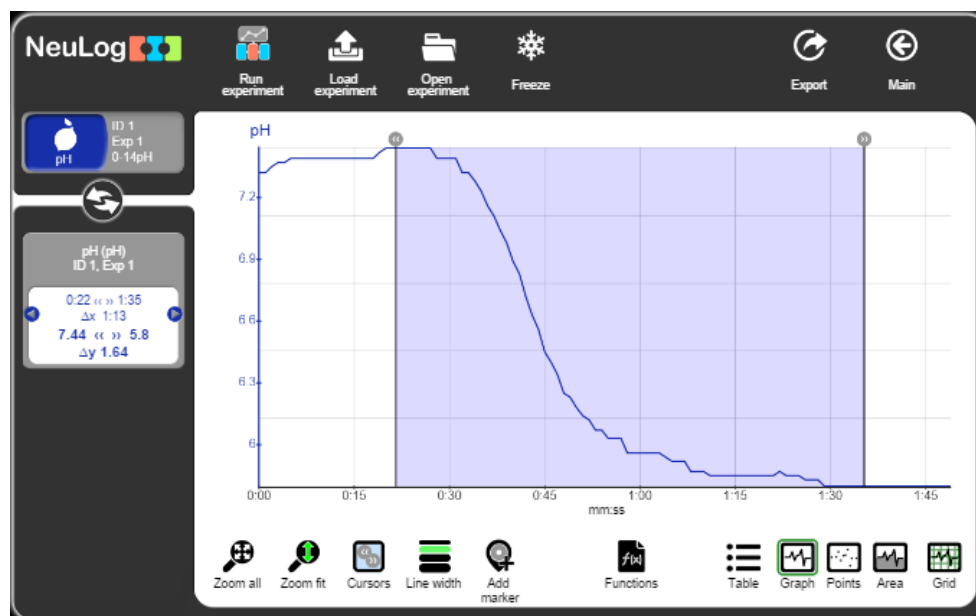 NeuLog
Run
experiment
Load
experiment
Open
experiment
Freeze
Export
Main
pH
ID 1
Exp 1
0-14pH
pH (pH)
ID 1, Exp 1
0:22 ‹‹ ›› 1:35
Δx 1:13
7.44 ‹‹ ›› 5.8
Δy 1.64
pH
7.2
6.9
6.6
6.3
6
0:00 0:15 0:30 0:45 1:00 1:15 1:30 1:45
mm:ss
Zoom all
Zoom fit
Cursors
Line width
Add
marker
f(x)
Functions
Table
Graph
Points
Area
Grid